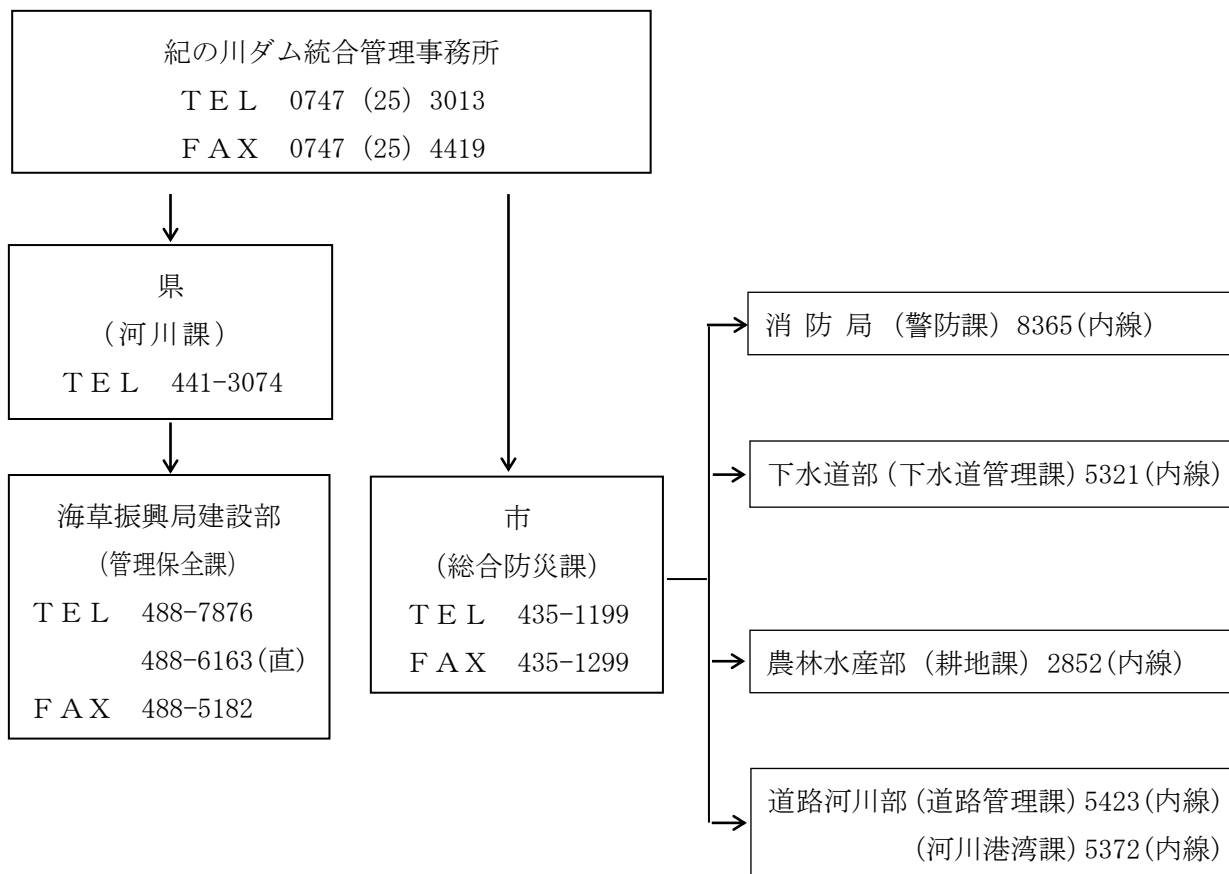 紀の川ダム統合管理事務所
TEL 0747 (25) 3013
FAX 0747 (25) 4419
県
(河川課)
TEL 441-3074
海草振興局建設部
(管理保全課)
TEL 488-7876
488-6163(直)
FAX 488-5182
市
(総合防災課)
TEL 435-1199
FAX 435-1299
消防局 (警防課) 8365(内線)
下水道部(下水道管理課) 5321(内線)
農林水産部 (耕地課) 2852(内線)
道路河川部(道路管理課) 5423(内線)
(河川港湾課) 5372(内線)